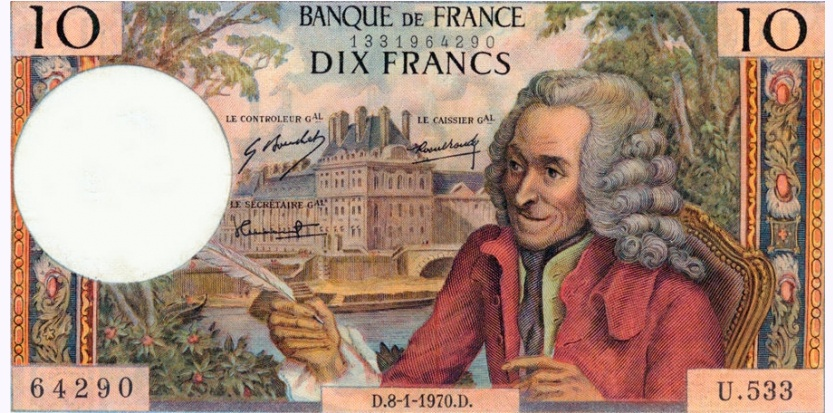 10
BANQUE DE FRANCE
10
1331964290
DIX FRANCS
LE CONTROLEUR GAL
LE CAISSIER GAL
LE SECRÉTAIRE GAL
64290
D.8-1-1970.D.
U.533